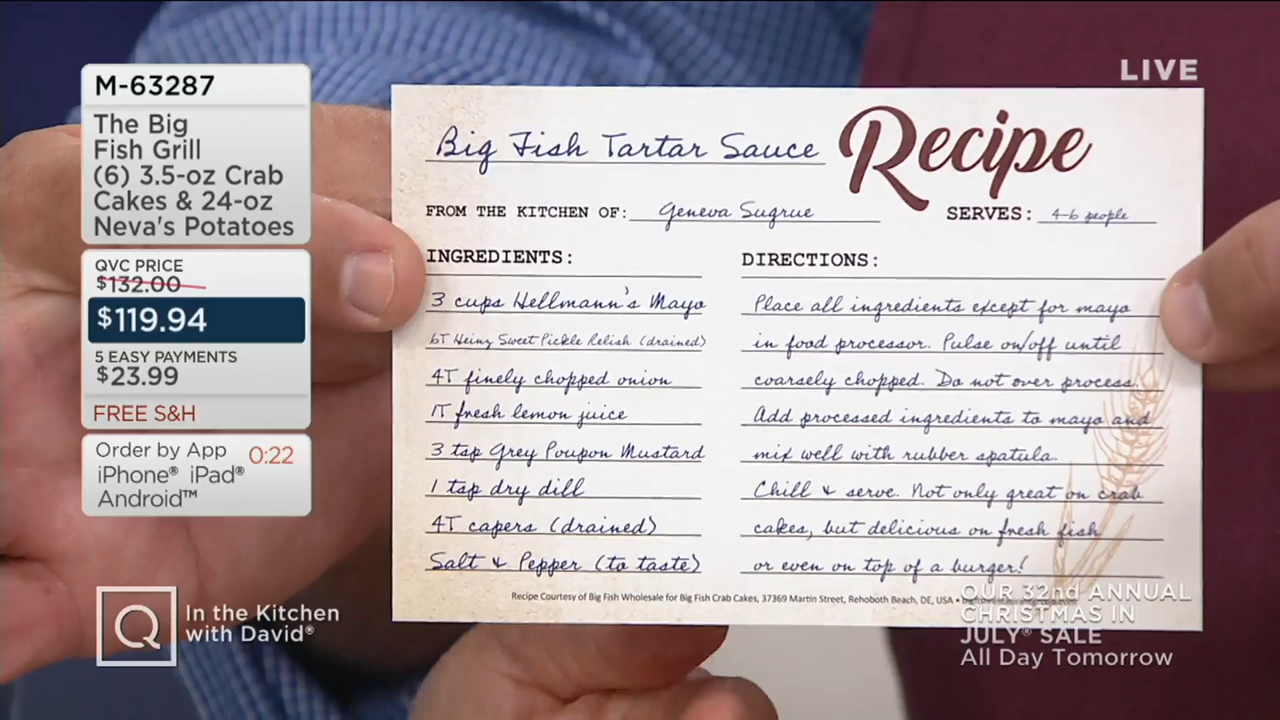 LIVE
M-63287
The Big
Fish Grill
(6) 3.5-oz Crab
Cakes & 24-oz
Neva's Potatoes
QVC PRICE
$132.00
$119.94
5 EASY PAYMENTS
$23.99
FREE S&H
Order by App 0:22
iPhone® iPad®
Android™
Q In the Kitchen
with David®
Big Fish Tartar Sauce Recipe
FROM THE KITCHEN OF: Geneva Sugrue SERVES: 4-6 people
INGREDIENTS:
3 cups Hellmann's Mayo
6T Heinz Sweet Pickle Relish (drained)
4T finely chopped onion
1T fresh lemon juice
3 tsp Grey Poupon Mustard
1 tsp dry dill
4T capers (drained)
Salt & Pepper (to taste)
DIRECTIONS:
Place all ingredients except for mayo
in food processor. Pulse on/off until
coarsely chopped. Do not over process.
Add processed ingredients to mayo and
mix well with rubber spatula.
Chill & serve. Not only great on crab
cakes, but delicious on fresh fish
or even on top of a burger!
Recipe Courtesy of Big Fish Wholesale for Big Fish Crab Cakes, 37369 Martin Street, Rehoboth Beach, DE, USA •
OUR 32nd ANNUAL
CHRISTMAS IN
JULY® SALE
All Day Tomorrow